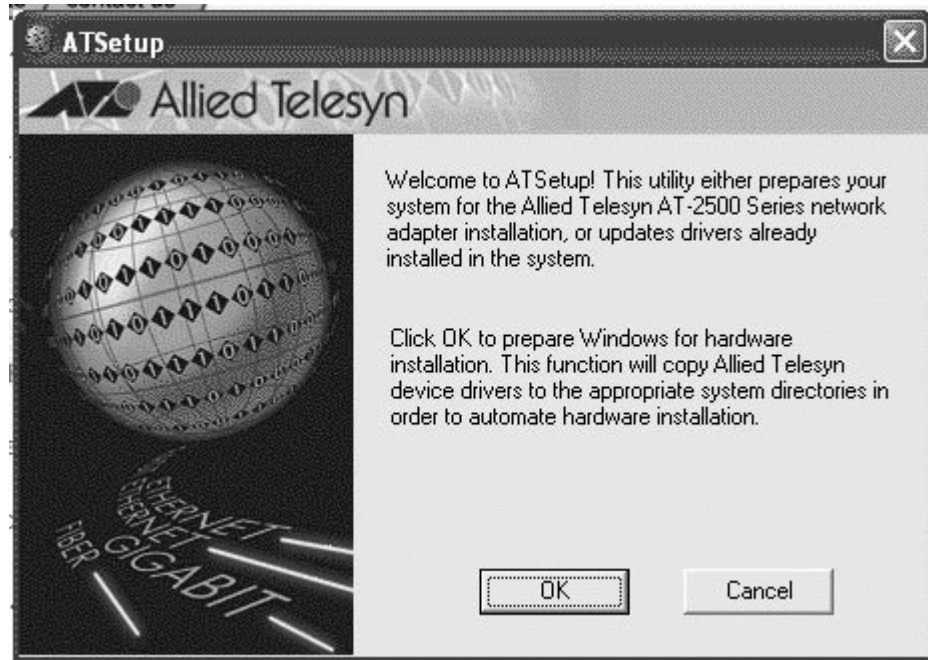 contact us
ATSetup
Allied Telesyn
Welcome to ATSetup! This utility either prepares your
system for the Allied Telesyn AT-2500 Series network
adapter installation, or updates drivers already
installed in the system.
Click OK to prepare Windows for hardware
installation. This function will copy Allied Telesyn
device drivers to the appropriate system directories in
order to automate hardware installation.
ETHERNET
ETHERNET
FIBER
GIGABIT
OK
Cancel